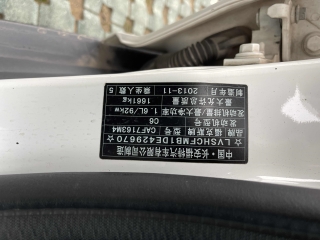 中国·长安福特汽车有限公司制造
☆LVSHCFMB1DE429670☆
品牌 福克斯牌 型号 CAF7163M4
发动机型号 C6
发动机排量最大净功率 1.6L/92kw
最大允许总质量 1661kg
制造年月 2013-11 乘坐人数 5